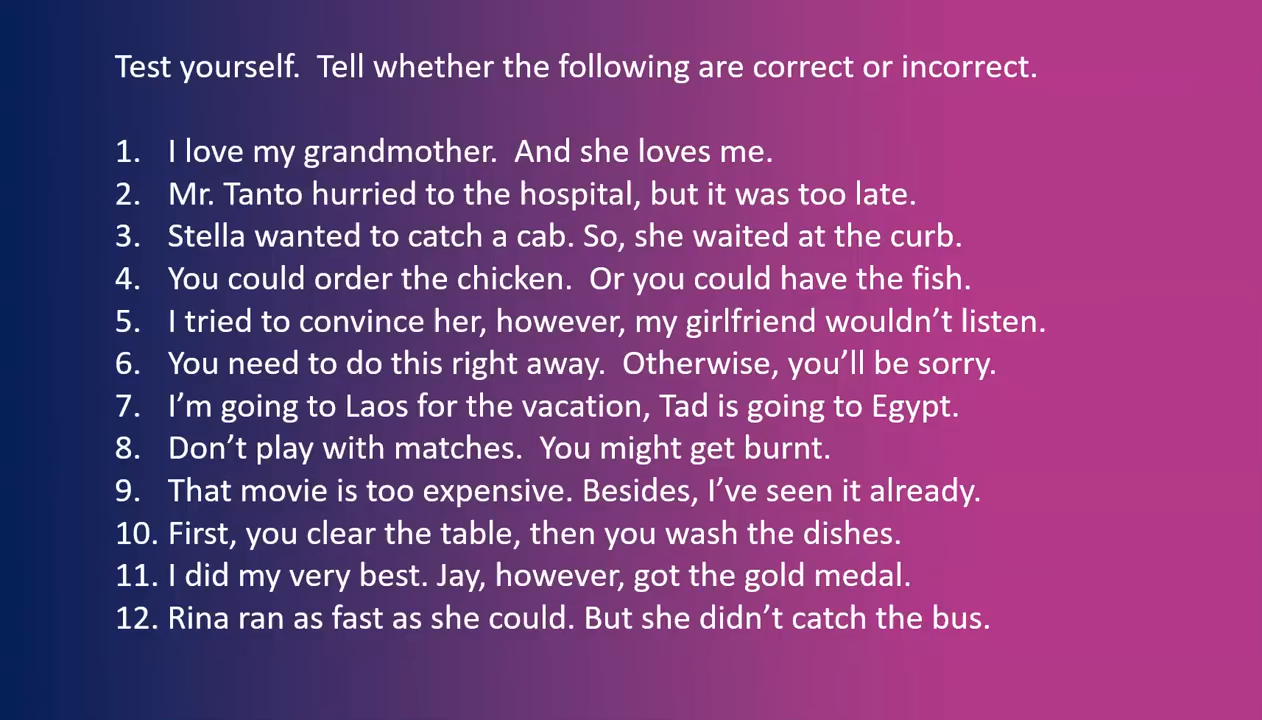 Test yourself.  Tell whether the following are correct or incorrect.
1. I love my grandmother.  And she loves me.
2. Mr. Tanto hurried to the hospital, but it was too late.
3. Stella wanted to catch a cab. So, she waited at the curb.
4. You could order the chicken.  Or you could have the fish.
5. I tried to convince her, however, my girlfriend wouldn’t listen.
6. You need to do this right away.  Otherwise, you’ll be sorry.
7. I’m going to Laos for the vacation, Tad is going to Egypt.
8. Don’t play with matches.  You might get burnt.
9. That movie is too expensive. Besides, I’ve seen it already.
10. First, you clear the table, then you wash the dishes.
11. I did my very best. Jay, however, got the gold medal.
12. Rina ran as fast as she could. But she didn’t catch the bus.